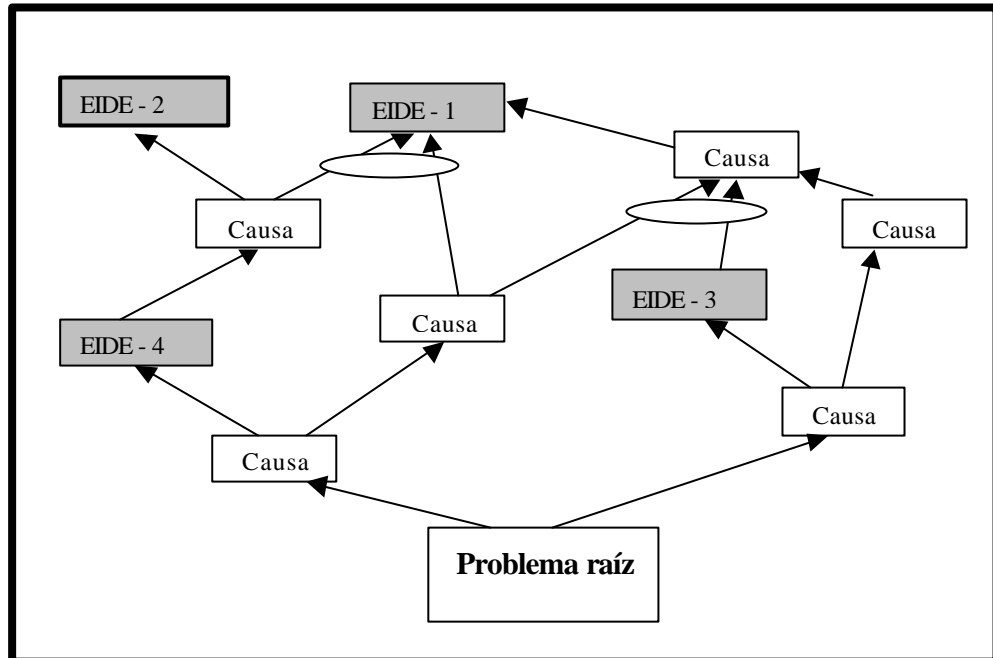 EIDE - 2
EIDE - 1
Causa
Causa
Causa
EIDE - 3
Causa
EIDE - 4
Causa
Causa
Problema raíz